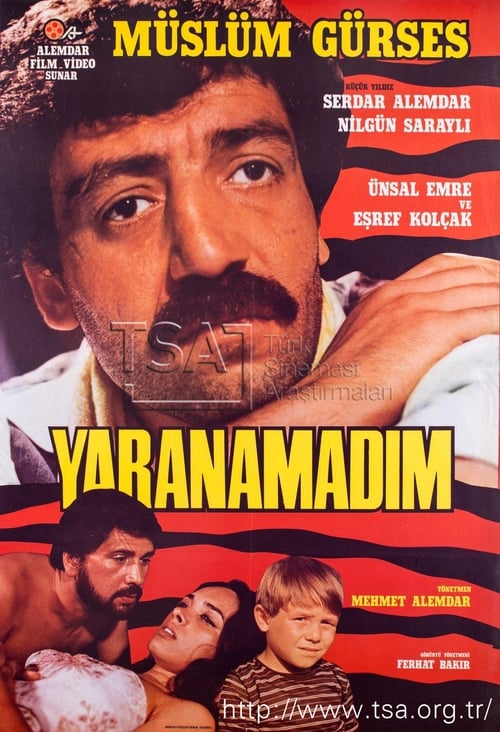 ALEMDAR
FİLM-VİDEO
SUNAR
MÜSLÜM GÜRSES
KÜÇÜK YILDIZ
SERDAR ALEMDAR
NİLGÜN SARAYLI
ÜNSAL EMRE
VE
EŞREF KOLÇAK
TSA
Türk
Sineması
Araştırmaları
YARANAMADIM
YÖNETMEN
MEHMET ALEMDAR
GÖRÜNTÜ YÖNETMENİ
FERHAT BAKIR
http://www.tsa.org.tr/